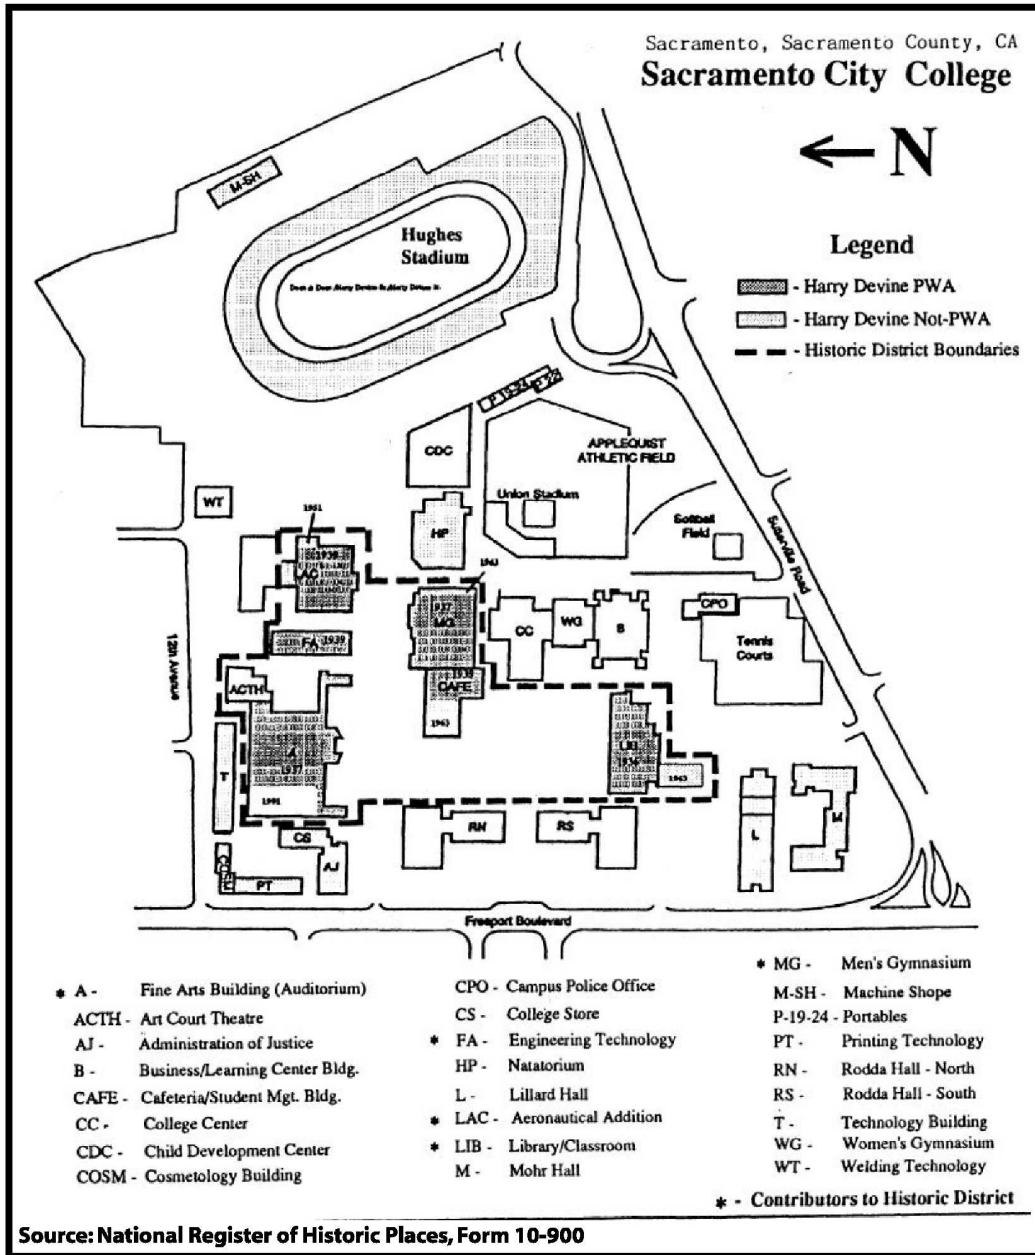 Sacramento, Sacramento County, CA
Sacramento City College
N
Legend
- Harry Devine PWA
- Harry Devine Not-PWA
- Historic District Boundaries
M-SH
Hughes
Stadium
P 19-24
CDC
APPLEQUIST
ATHLETIC FIELD
Union Stadium
WT
HP
Softball
Field
Sutterville Road
1951
1938
LAC
1937
MG
CC
WG
B
CPO
Tennis
Courts
12th Avenue
FA 1939
ACTH
CAFE
1963
A
1937
1991
LIB
1936
1963
T
CS
AJ
RN
RS
L
M
COSM
PT
Freeport Boulevard
* A - Fine Arts Building (Auditorium)
ACTH - Art Court Theatre
AJ - Administration of Justice
B - Business/Learning Center Bldg.
CAFE - Cafeteria/Student Mgt. Bldg.
CC - College Center
CDC - Child Development Center
COSM - Cosmetology Building
CPO - Campus Police Office
CS - College Store
* FA - Engineering Technology
HP - Natatorium
L - Lillard Hall
* LAC - Aeronautical Addition
* LIB - Library/Classroom
M - Mohr Hall
* MG - Men's Gymnasium
M-SH - Machine Shope
P-19-24 - Portables
PT - Printing Technology
RN - Rodda Hall - North
RS - Rodda Hall - South
T - Technology Building
WG - Women's Gymnasium
WT - Welding Technology
* - Contributors to Historic District
Source: National Register of Historic Places, Form 10-900